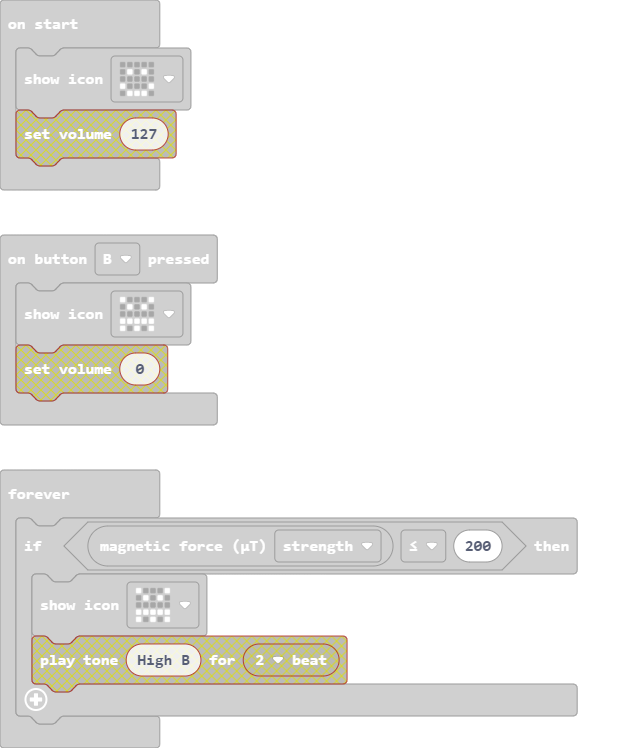 on start
show icon
set volume 127
on button B pressed
show icon
set volume 0
forever
if magnetic force (μT) strength ≤ 200 then
show icon
play tone High B for 2 beat